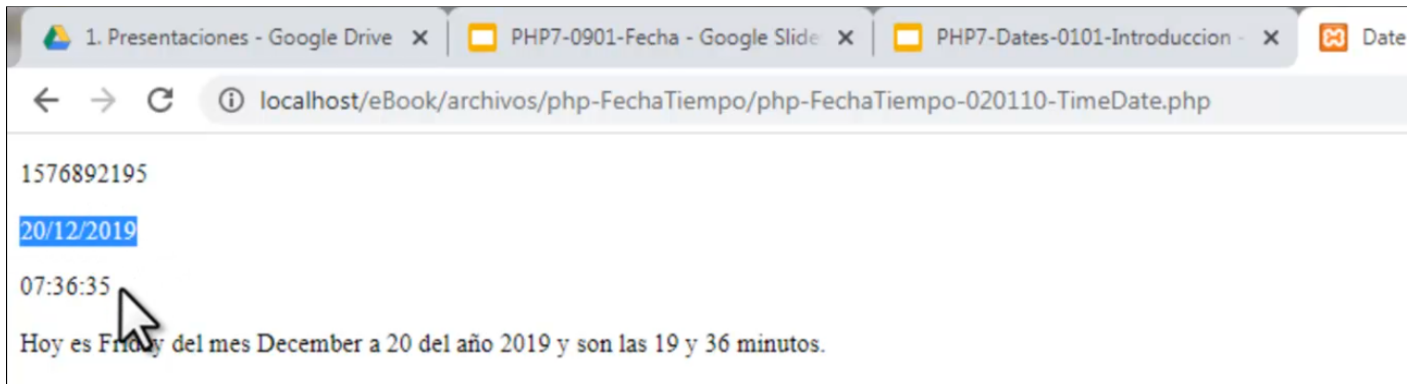 1. Presentaciones - Google Drive
PHP7-0901-Fecha - Google Slide
PHP7-Dates-0101-Introduccion -
Date
localhost/eBook/archivos/php-FechaTiempo/php-FechaTiempo-020110-TimeDate.php
1576892195
20/12/2019
07:36:35
Hoy es Friday del mes December a 20 del año 2019 y son las 19 y 36 minutos.